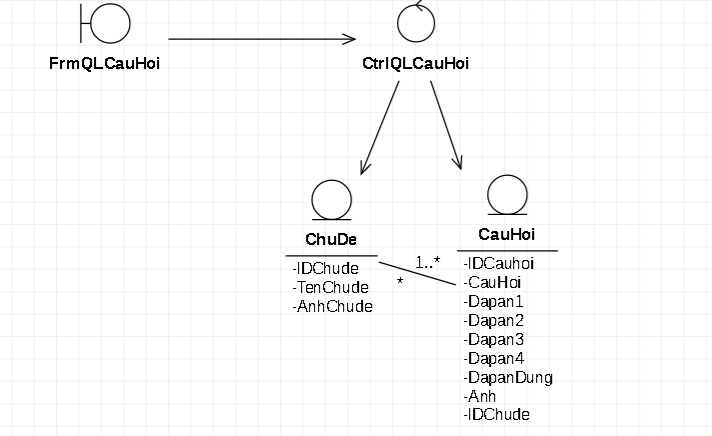 FrmQLCauHoi
CtrlQLCauHoi
ChuDe
-IDChude
-TenChude
-AnhChude
1..*
*
CauHoi
-IDCauhoi
-CauHoi
-Dapan1
-Dapan2
-Dapan3
-Dapan4
-DapanDung
-Anh
-IDChude